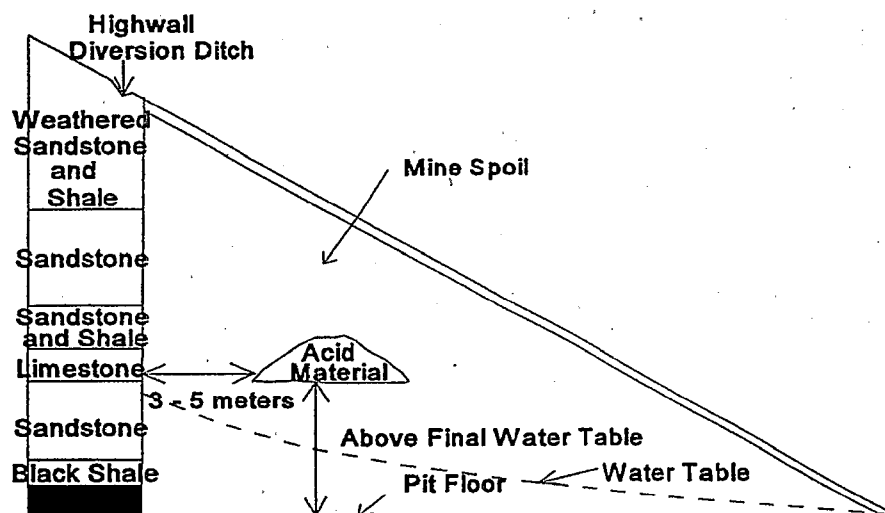 Highwall
Diversion Ditch
Weathered
Sandstone
and
Shale
Mine Spoil
Sandstone
Sandstone
and Shale
Limestone
Acid
Material
3 - 5 meters
Sandstone
Above Final Water Table
Black Shale
Pit Floor
Water Table